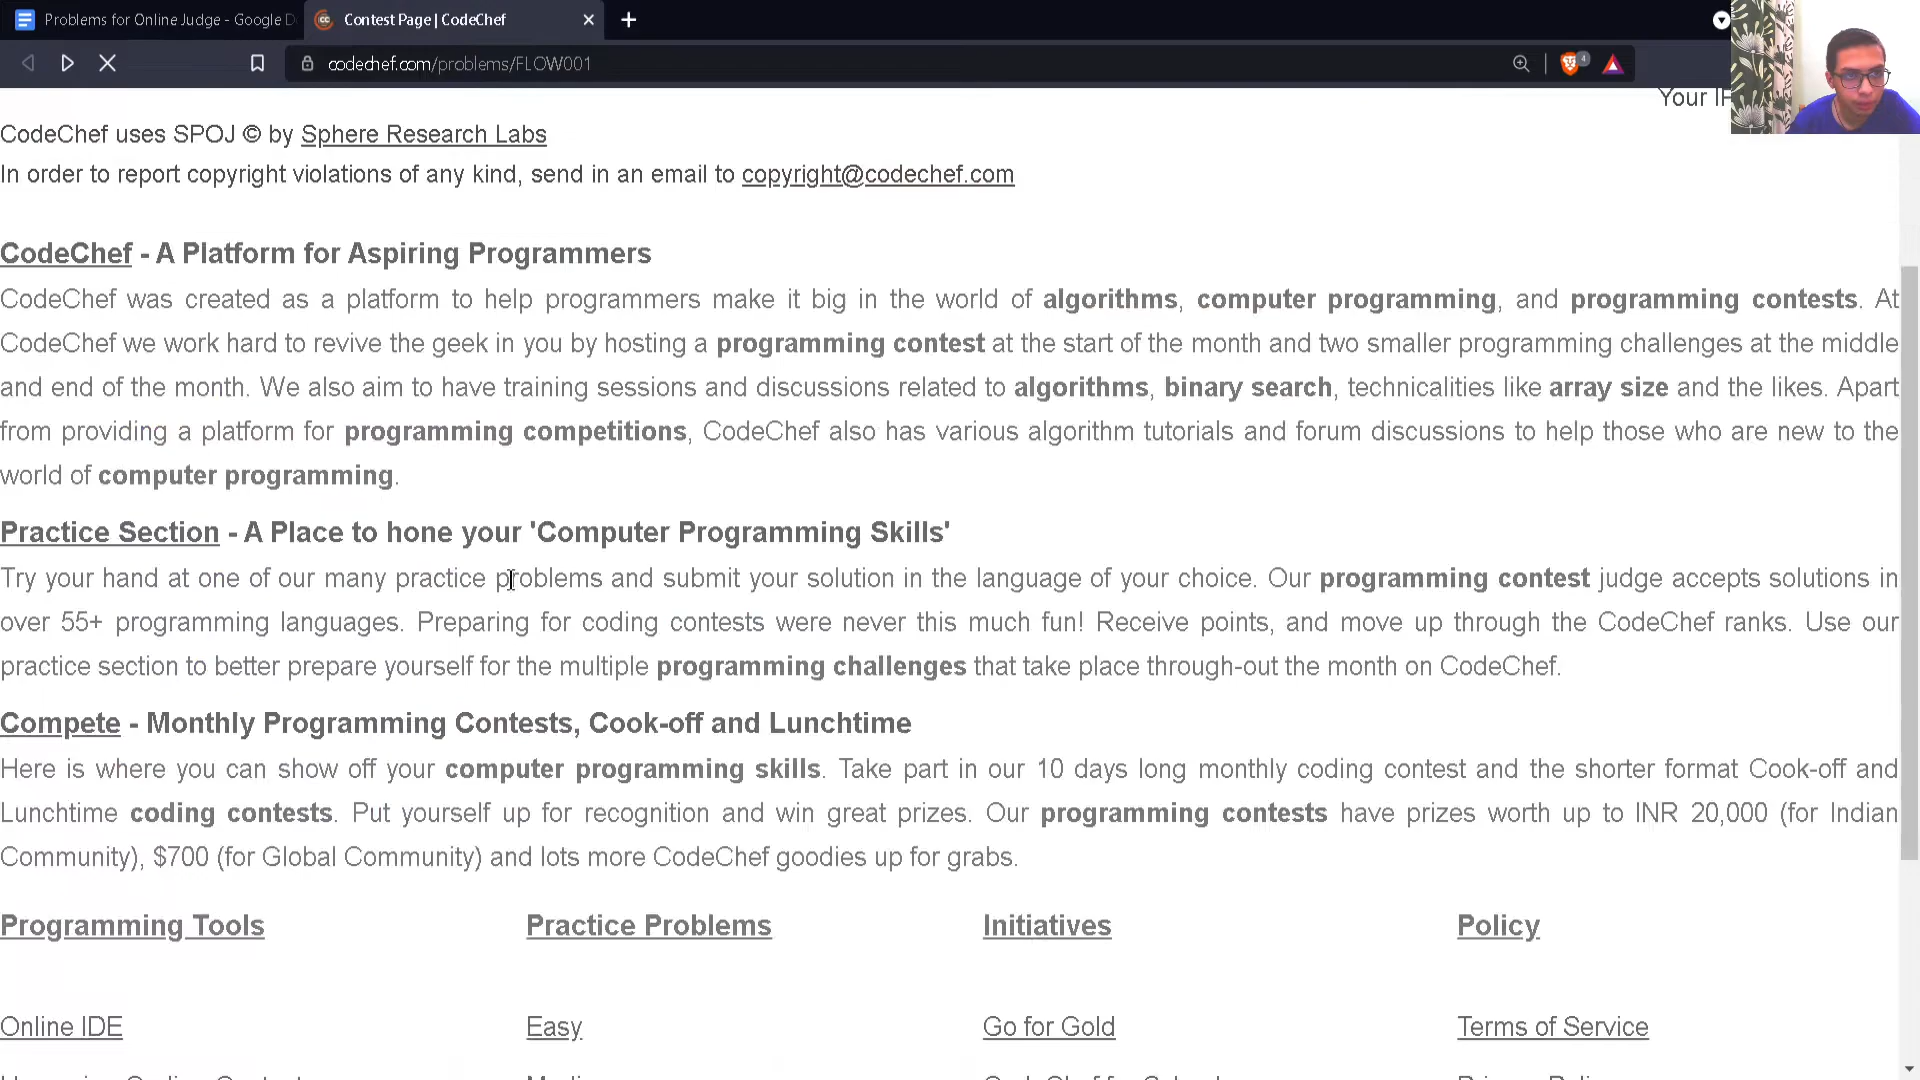 Problems for Online Judge - Google D
Contest Page | CodeChef
codechef.com/problems/FLOW001
4
Your IP
CodeChef uses SPOJ © by Sphere Research Labs
In order to report copyright violations of any kind, send in an email to copyright@codechef.com
CodeChef - A Platform for Aspiring Programmers
CodeChef was created as a platform to help programmers make it big in the world of algorithms, computer programming, and programming contests. At
CodeChef we work hard to revive the geek in you by hosting a programming contest at the start of the month and two smaller programming challenges at the middle
and end of the month. We also aim to have training sessions and discussions related to algorithms, binary search, technicalities like array size and the likes. Apart
from providing a platform for programming competitions, CodeChef also has various algorithm tutorials and forum discussions to help those who are new to the
world of computer programming.
Practice Section - A Place to hone your 'Computer Programming Skills'
Try your hand at one of our many practice problems and submit your solution in the language of your choice. Our programming contest judge accepts solutions in
over 55+ programming languages. Preparing for coding contests were never this much fun! Receive points, and move up through the CodeChef ranks. Use our
practice section to better prepare yourself for the multiple programming challenges that take place through-out the month on CodeChef.
Compete - Monthly Programming Contests, Cook-off and Lunchtime
Here is where you can show off your computer programming skills. Take part in our 10 days long monthly coding contest and the shorter format Cook-off and
Lunchtime coding contests. Put yourself up for recognition and win great prizes. Our programming contests have prizes worth up to INR 20,000 (for Indian
Community), $700 (for Global Community) and lots more CodeChef goodies up for grabs.
Programming Tools
Practice Problems
Initiatives
Policy
Online IDE
Easy
Go for Gold
Terms of Service